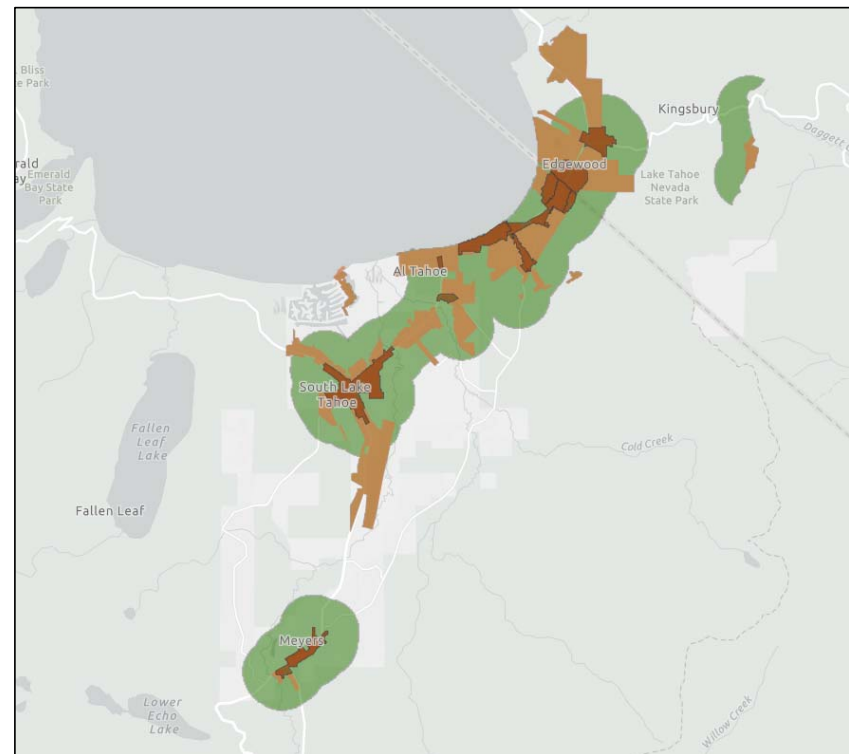 Bliss
State
Park
Kingsbury
Daggett
Edgewood
Lake Tahoe
Nevada
State Park
Emerald
Bay State
Park
Al Tahoe
South Lake
Tahoe
Fallen
Leaf
Lake
Cold Creek
Fallen Leaf
Meyers
Lower
Echo
Lake
Willow Creek